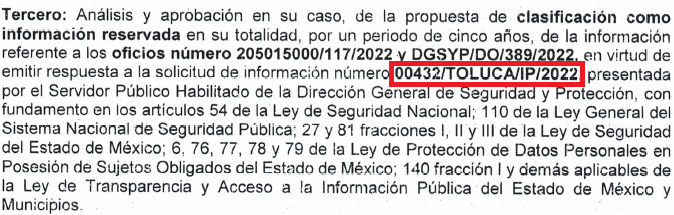 Tercero: Análisis y aprobación en su caso, de la propuesta de clasificación como
información reservada en su totalidad, por un periodo de cinco años, de la información
referente a los oficios número 205015000/117/2022 y DGSYP/DO/389/2022, en virtud de
emitir respuesta a la solicitud de información número 00432/TOLUCA/IP/2022 presentada
por el Servidor Público Habilitado de la Dirección General de Seguridad y Protección, con
fundamento en los artículos 54 de la Ley de Seguridad Nacional; 110 de la Ley General del
Sistema Nacional de Seguridad Pública; 27 y 81 fracciones I, II y III de la Ley de Seguridad
del Estado de México; 6, 76, 77, 78 y 79 de la Ley de Protección de Datos Personales en
Posesión de Sujetos Obligados del Estado de México; 140 fracción I y demás aplicables de
la Ley de Transparencia y Acceso a la Información Pública del Estado de México y
Municipios.